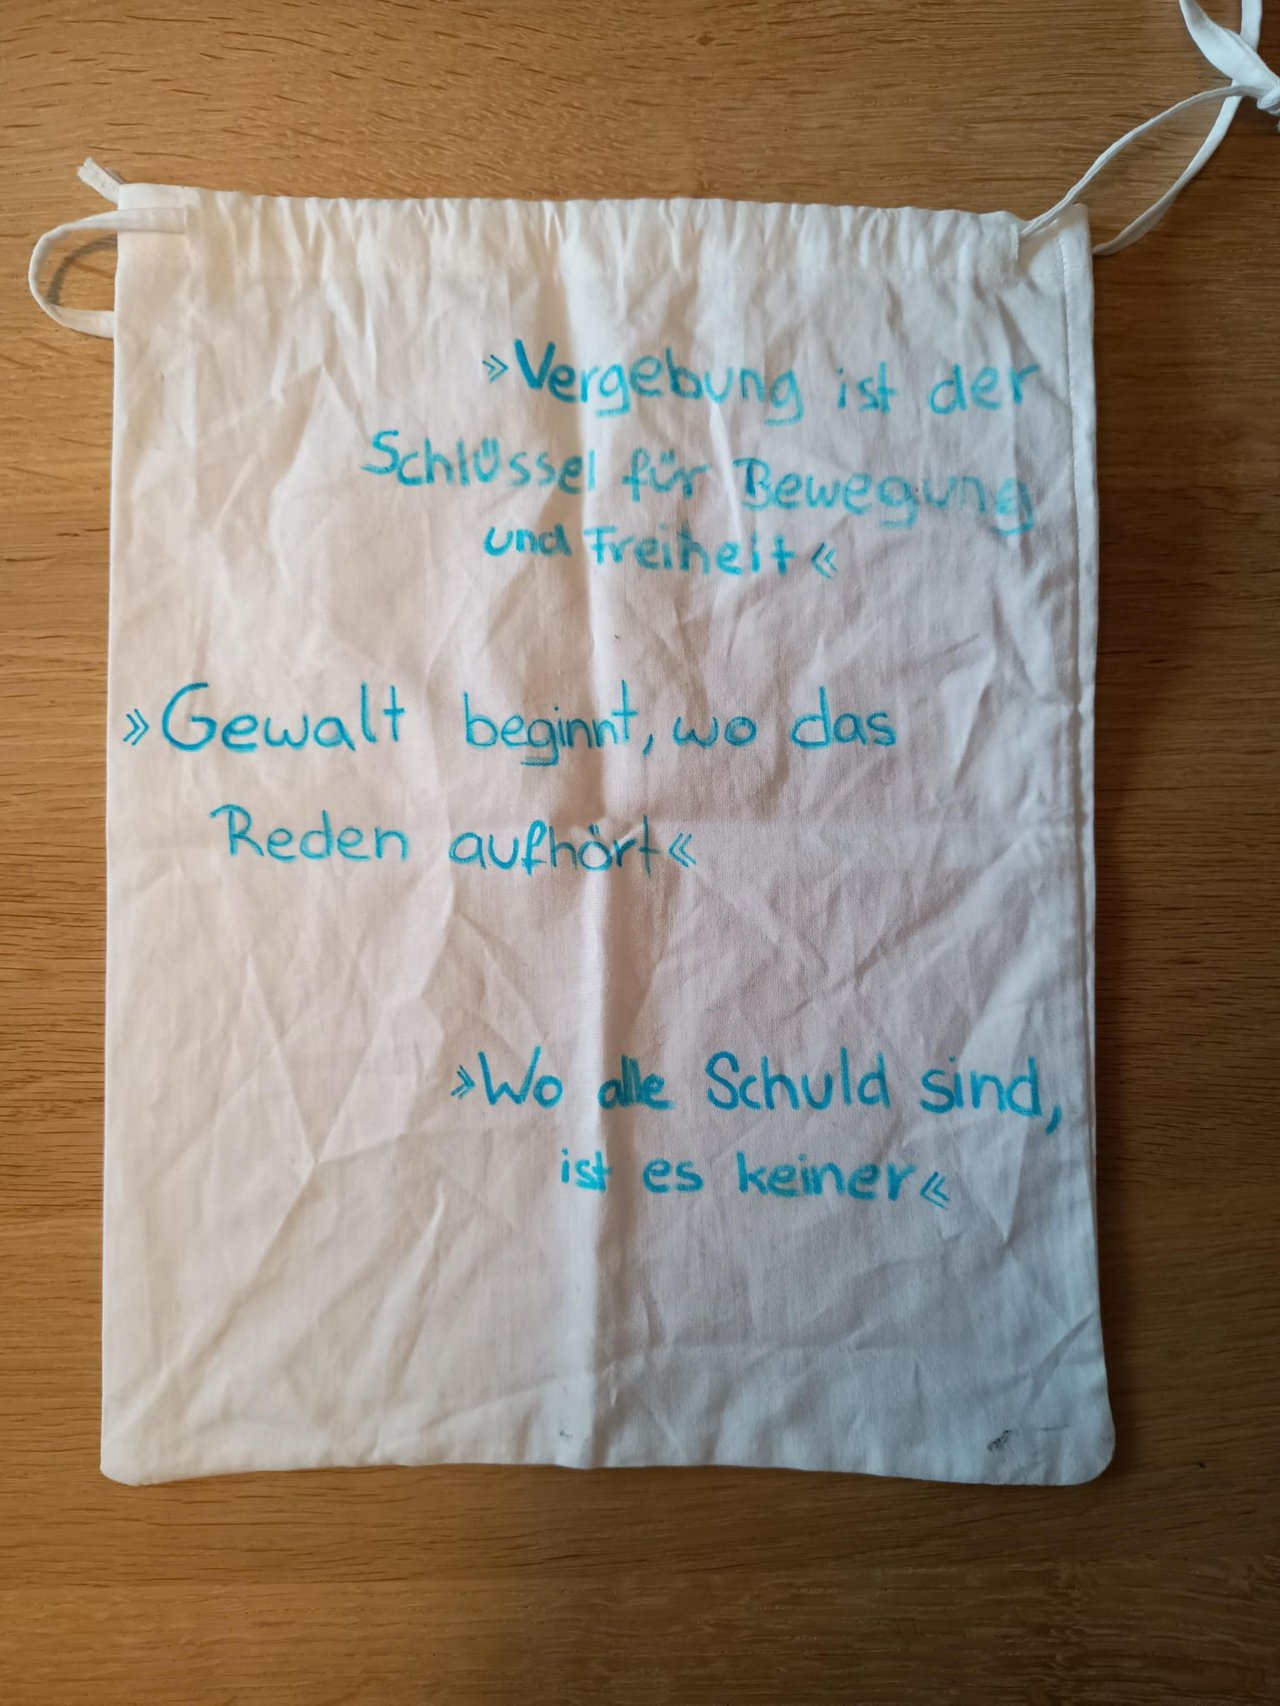 »Vergebung ist der
Schlüssel für Bewegung
und Freiheit«
»Gewalt beginnt, wo das
Reden aufhört«
»Wo alle Schuld sind,
ist es keiner«